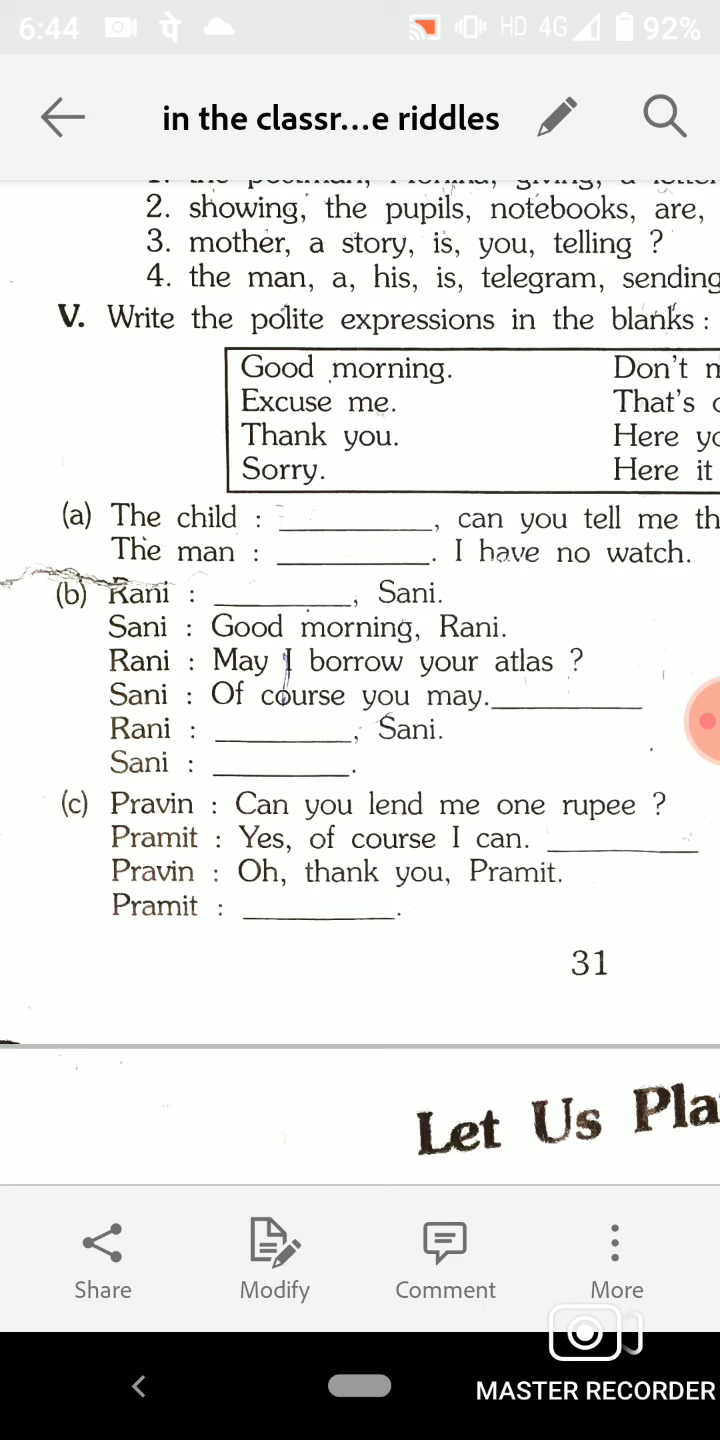 6:44 पे HD 4G 92%
in the classr...e riddles
2. showing, the pupils, notebooks, are,
3. mother, a story, is, you, telling ?
4. the man, a, his, is, telegram, sending
V. Write the polite expressions in the blanks :
Good morning. Don't
Excuse me. That's
Thank you. Here
Sorry. Here it
(a) The child : __________, can you tell me
The man : __________. I have no watch.
(b) Rani : __________, Sani.
Sani : Good morning, Rani.
Rani : May I borrow your atlas ?
Sani : Of course you may.__________
Rani : __________, Sani.
Sani : __________.
(c) Pravin : Can you lend me one rupee ?
Pramit : Yes, of course I can. __________
Pravin : Oh, thank you, Pramit.
Pramit : __________.
31
Let Us
Share Modify Comment More
MASTER RECORDER